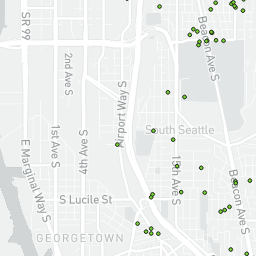 SR 99
2nd Ave S
Beacon Ave S
Airport Way S
1st Ave S
4th Ave S
South Seattle
15th Ave S
E Marginal Way S
S Lucile St
Beacon Ave S
GEORGETOWN